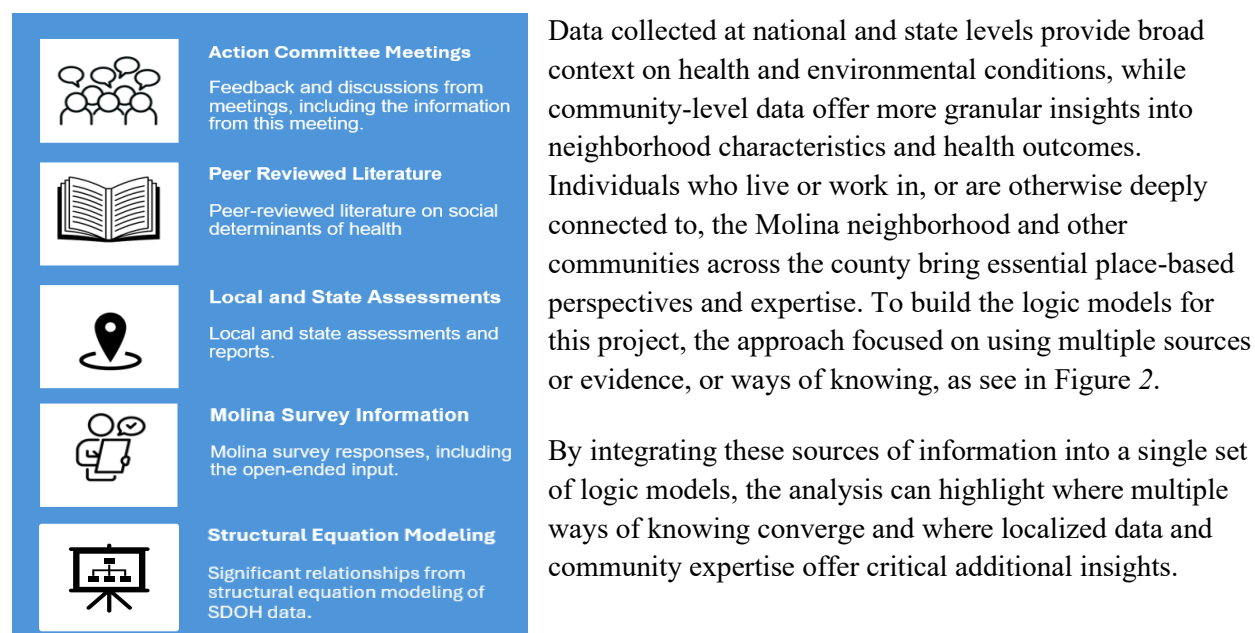 Action Committee Meetings
Feedback and discussions from
meetings, including the information
from this meeting.
Peer Reviewed Literature
Peer-reviewed literature on social
determinants of health
Local and State Assessments
Local and state assessments and
reports.
Molina Survey Information
Molina survey responses, including
the open-ended input.
Structural Equation Modeling
Significant relationships from
structural equation modeling of
SDOH data.
Data collected at national and state levels provide broad
context on health and environmental conditions, while
community-level data offer more granular insights into
neighborhood characteristics and health outcomes.
Individuals who live or work in, or are otherwise deeply
connected to, the Molina neighborhood and other
communities across the county bring essential place-based
perspectives and expertise. To build the logic models for
this project, the approach focused on using multiple sources
or evidence, or ways of knowing, as see in Figure 2.
By integrating these sources of information into a single set
of logic models, the analysis can highlight where multiple
ways of knowing converge and where localized data and
community expertise offer critical additional insights.